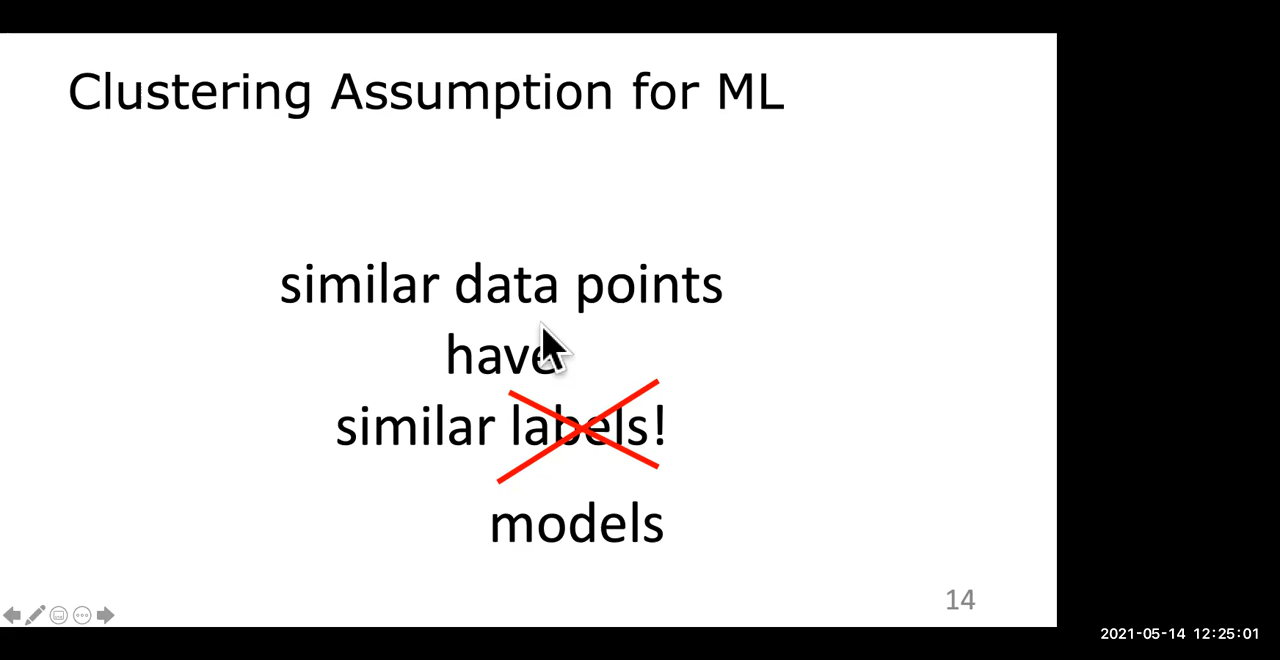 Clustering Assumption for ML
similar data points
have
similar labels!
models
14
2021-05-14 12:25:01